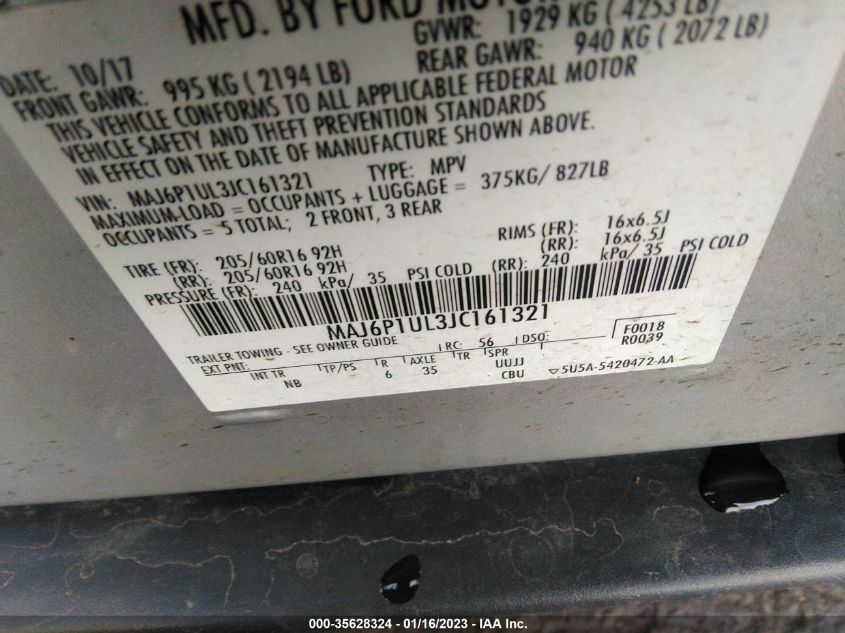 MFD. BY FORD MOTOR
DATE: 10/17 GVWR: 1929 KG ( 4253 LB)
FRONT GAWR: 995 KG ( 2194 LB) REAR GAWR: 940 KG ( 2072 LB)
THIS VEHICLE CONFORMS TO ALL APPLICABLE FEDERAL MOTOR
VEHICLE SAFETY AND THEFT PREVENTION STANDARDS
IN EFFECT ON THE DATE OF MANUFACTURE SHOWN ABOVE.
VIN: MAJ6P1UL3JC161321 TYPE: MPV
MAXIMUM-LOAD = OCCUPANTS + LUGGAGE = 375KG/ 827LB
OCCUPANTS = 5 TOTAL; 2 FRONT, 3 REAR
TIRE (FR): 205/60R16 92H RIMS (FR): 16x6.5J
(RR): 205/60R16 92H (RR): 16x6.5J
PRESSURE (FR): 240 kPa/ 35 PSI COLD (RR): 240 kPa/ 35 PSI COLD
MAJ6P1UL3JC161321
TRAILER TOWING - SEE OWNER GUIDE RC: 56 DSO: F0018
EXT PNT: R0039
INT TR TP/PS R AXLE TR SPR
NB 6 35 UUJJ
CBU ▽5U5A-5420472-AA
000-35628324 — 01/16/2023 - IAA Inc.